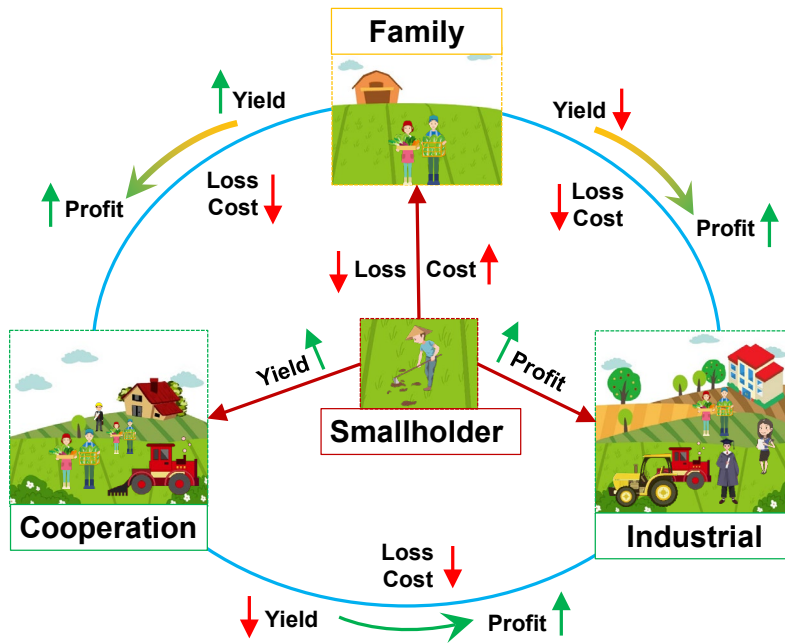 Family
Yield
Yield
Profit
Loss
Cost
Loss
Cost
Profit
Loss Cost
Yield
Profit
Smallholder
Cooperation
Industrial
Loss
Cost
Yield
Profit